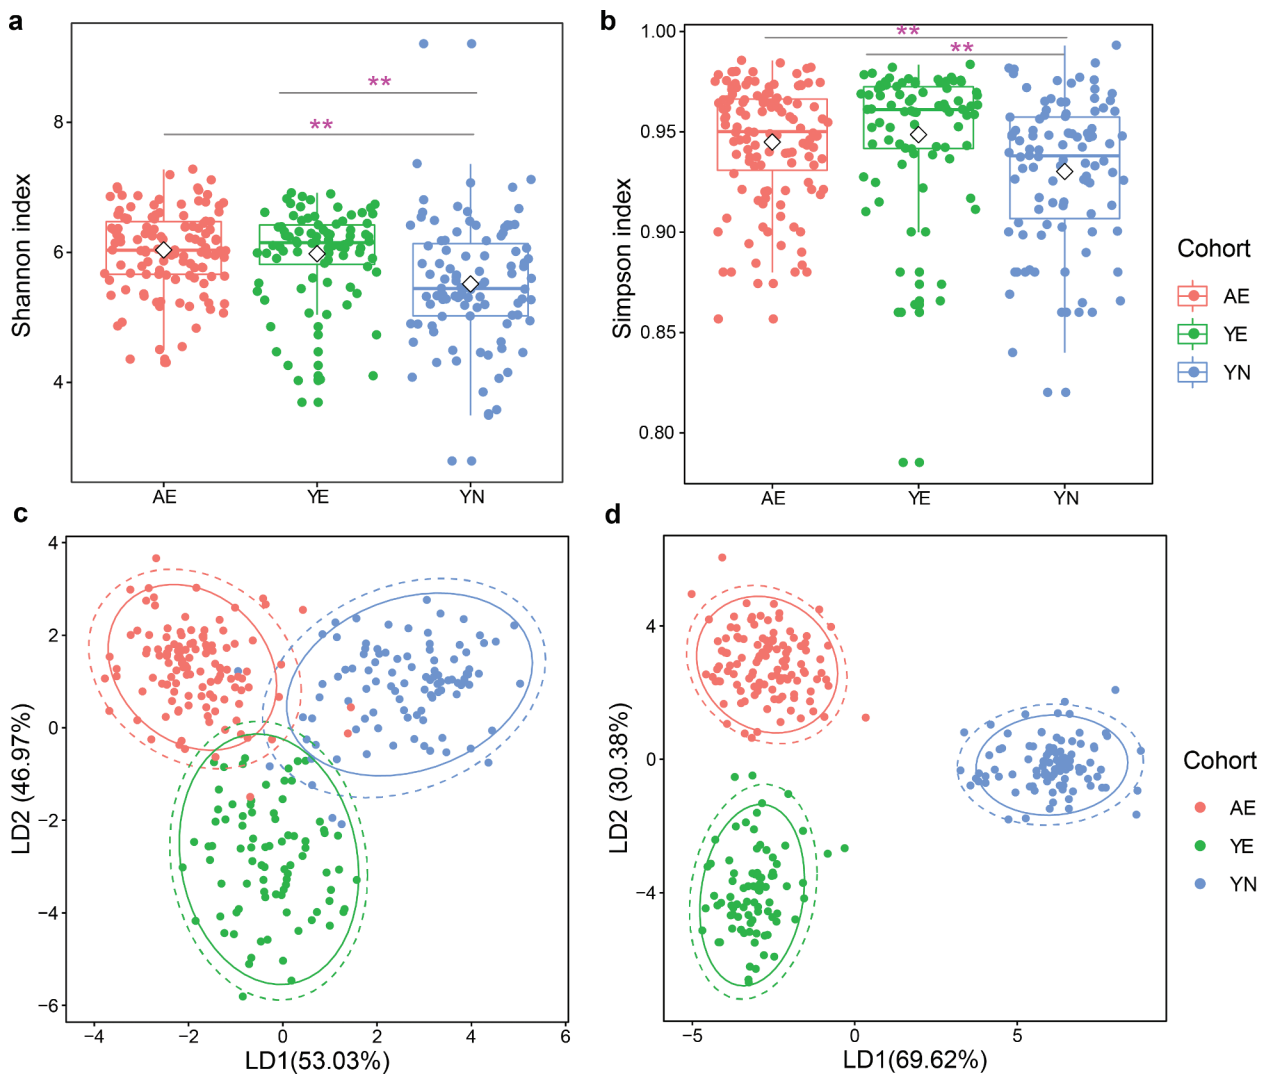 a
Shannon index
8
6
4
**
**
AE
YE
YN
b
Simpson index
1.00
0.95
0.90
0.85
0.80
**
**
AE
YE
YN
Cohort
AE
YE
YN
c
LD2 (46.97%)
4
2
0
−2
−4
−6
−4
−2
0
2
4
6
LD1(53.03%)
d
LD2 (30.38%)
4
0
−4
−5
0
5
LD1(69.62%)
Cohort
AE
YE
YN